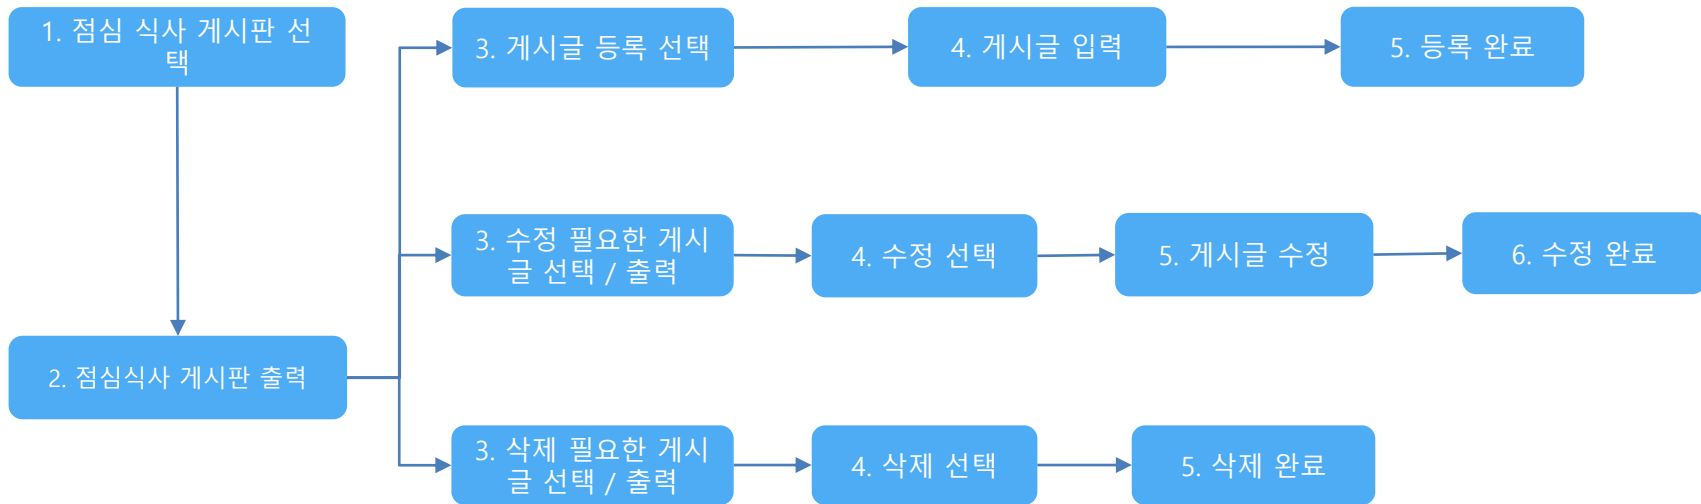 1. 점심 식사 게시판 선
택
3. 게시글 등록 선택
4. 게시글 입력
5. 등록 완료
3. 수정 필요한 게시
글 선택 / 출력
4. 수정 선택
5. 게시글 수정
6. 수정 완료
2. 점심식사 게시판 출력
3. 삭제 필요한 게시
글 선택 / 출력
4. 삭제 선택
5. 삭제 완료